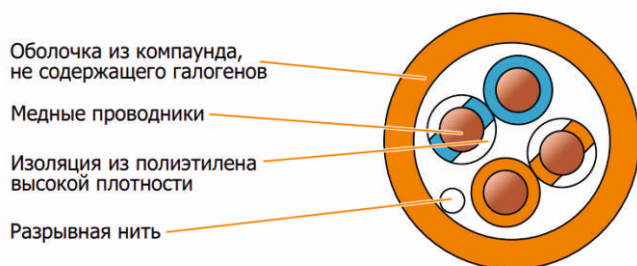 Оболочка из компаунда,
не содержащего галогенов
Медные проводники
Изоляция из полиэтилена
высокой плотности
Разрывная нить